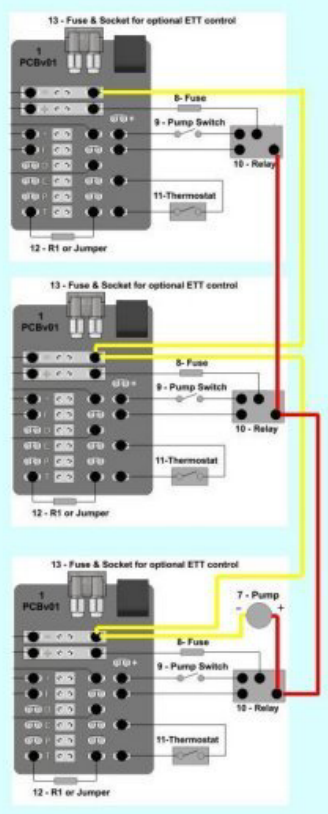 13 - Fuse & Socket for optional ETT control
1
PCBv01
8- Fuse
9 - Pump Switch
10 - Relay
11-Thermostat
12 - R1 or Jumper
13 - Fuse & Socket for optional ETT control
1
PCBv01
8- Fuse
9 - Pump Switch
10 - Relay
11-Thermostat
12 - R1 or Jumper
13 - Fuse & Socket for optional ETT control
1
PCBv01
7 - Pump
- +
8- Fuse
9 - Pump Switch
10 - Relay
11-Thermostat
12 - R1 or Jumper